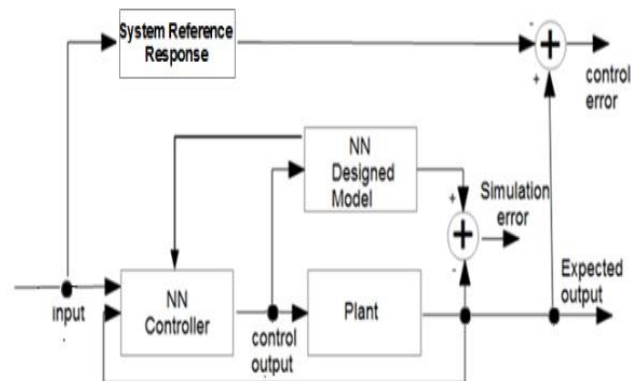 System Reference
Response
-
+
+
control
error
NN
Designed
Model
+
+
-
Simulation
error
input
NN
Controller
control
output
Plant
Expected
output